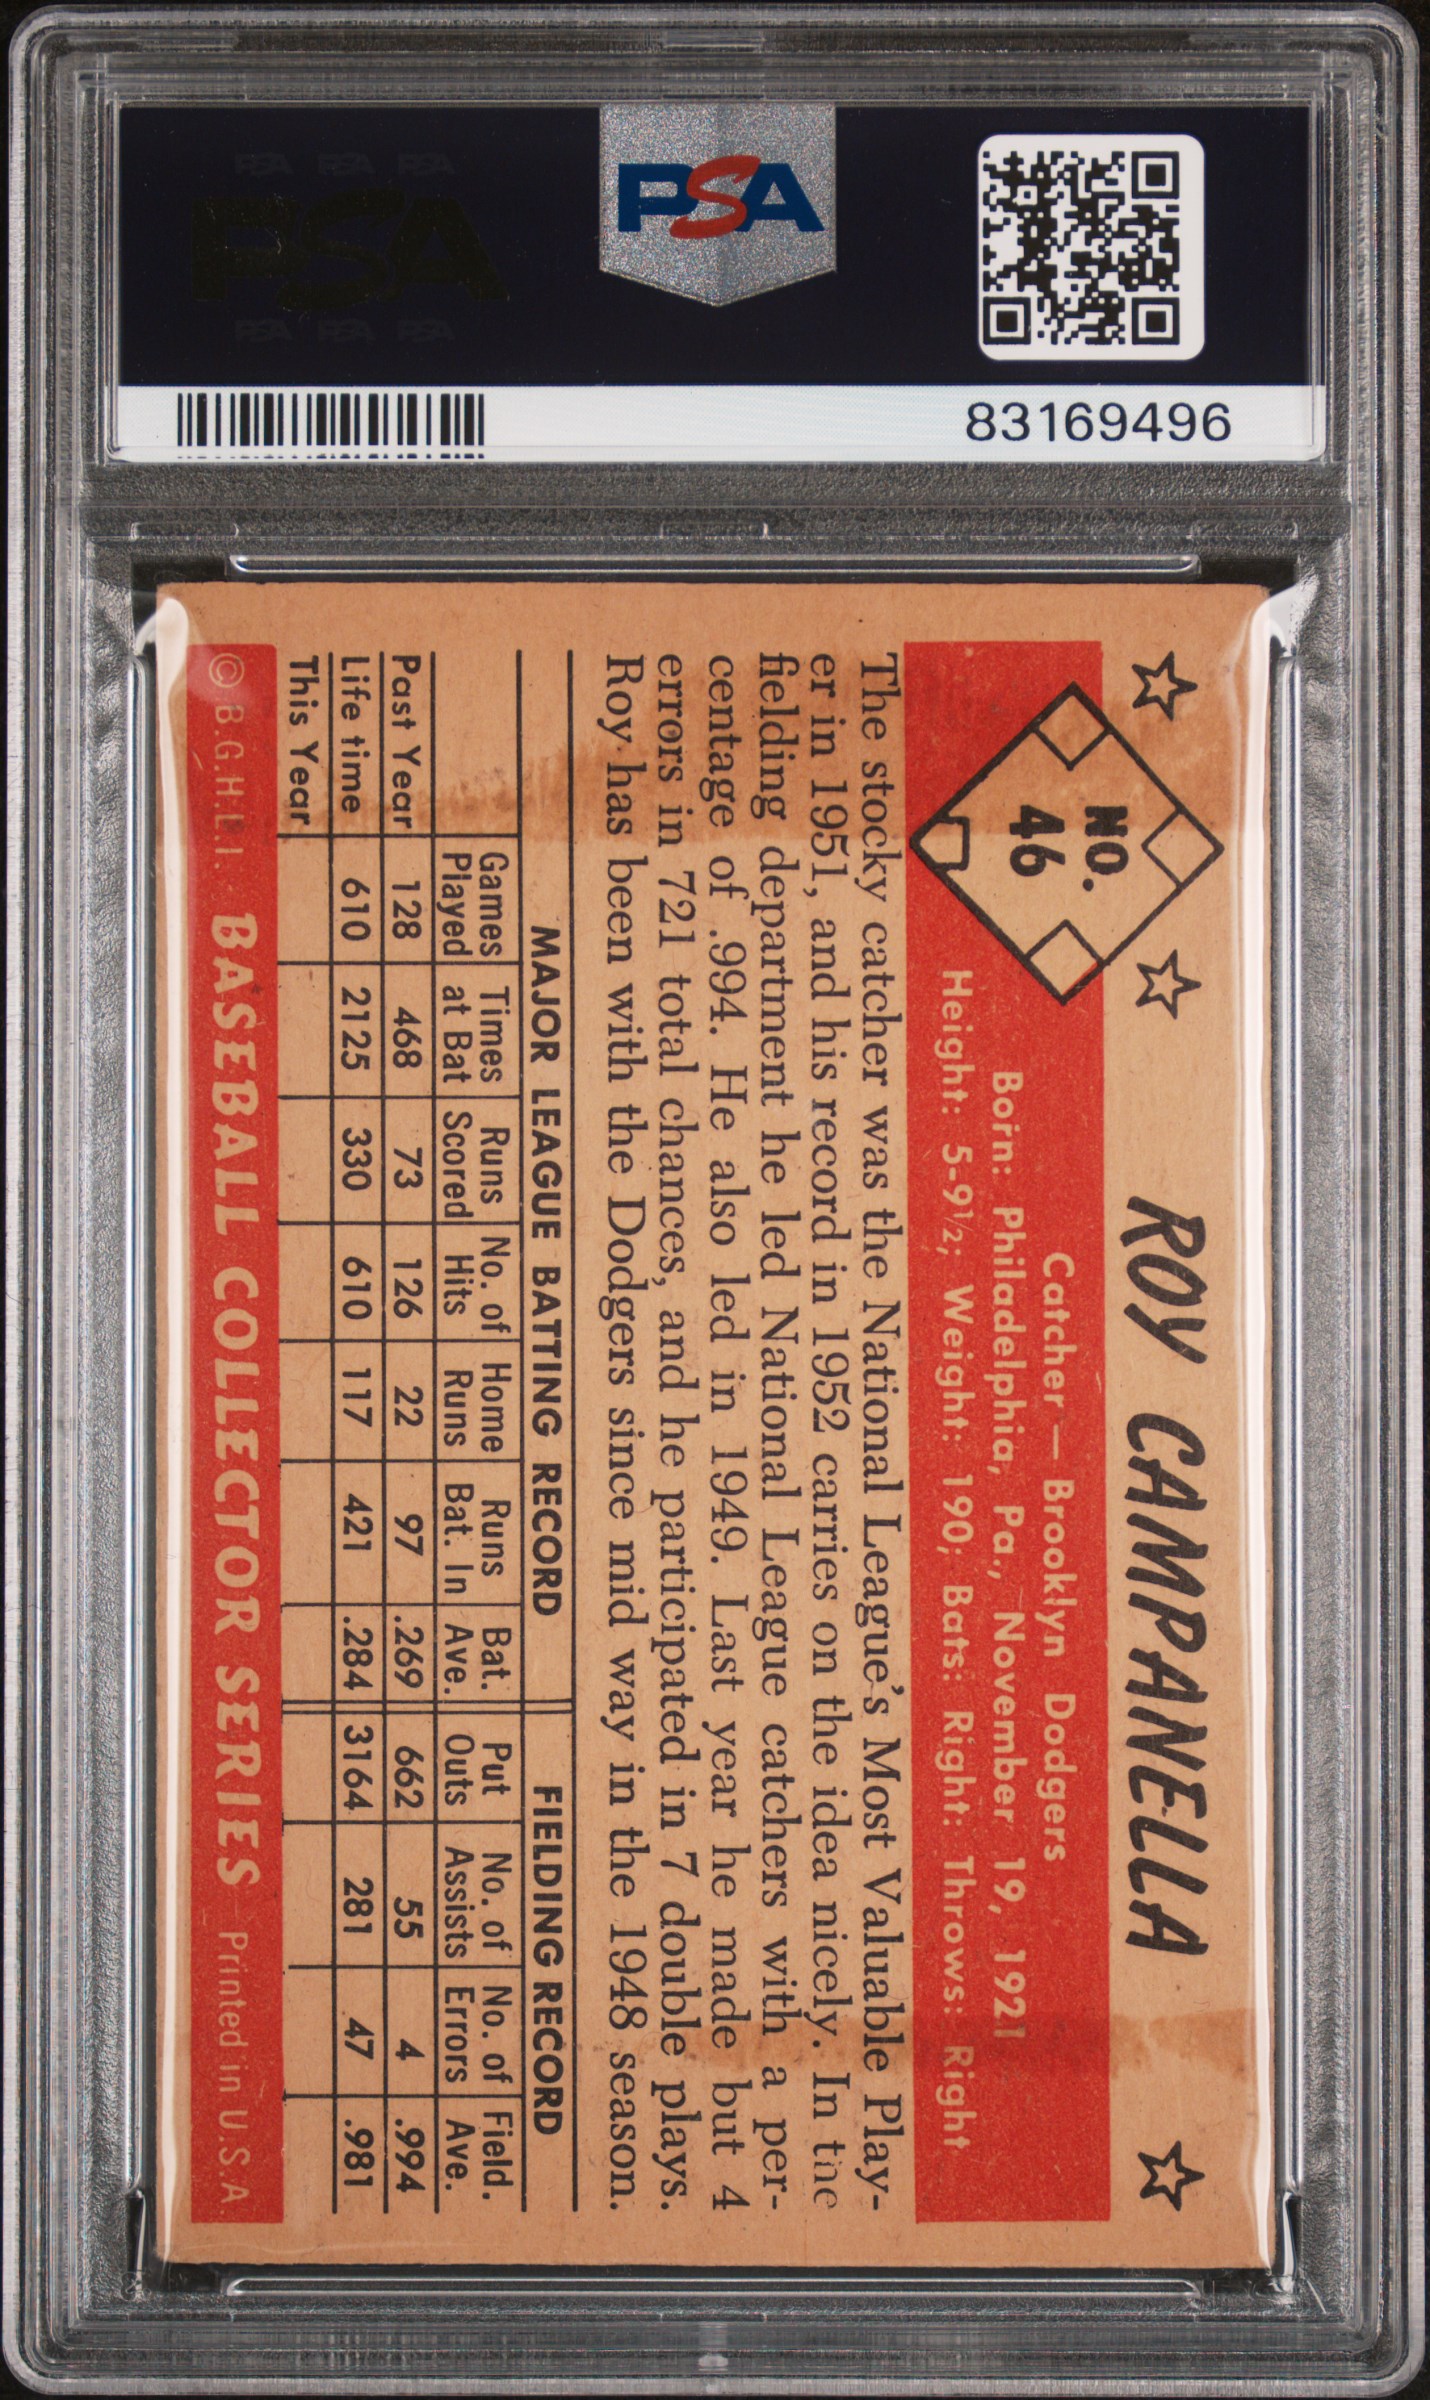 PSA
83169496
NO.
46
ROY CAMPANELLA
Catcher — Brooklyn Dodgers
Born: Philadelphia, Pa., November 19, 1921
Height: 5-9½; Weight: 190; Bats: Right: Throws: Right
The stocky catcher was the National League's Most Valuable Play-
er in 1951, and his record in 1952 carries on the idea nicely. In the
fielding department he led National League catchers with a per-
centage of .994. He also led in 1949. Last year he made but 4
errors in 721 total chances, and he participated in 7 double plays.
Roy has been with the Dodgers since mid way in the 1948 season.
MAJOR LEAGUE BATTING RECORD FIELDING RECORD
Games Times Runs No. of Home Runs Bat. Put No. of No. of Field.
Played at Bat Scored Hits Runs Bat. In Ave. Outs Assists Errors Ave.
Past Year 128 468 73 126 22 97 .269 662 55 4 .994
Life time 610 2125 330 610 117 421 .284 3164 281 47 .981
This Year
© B.G.H.L.I. BASEBALL COLLECTOR SERIES Printed in U.S.A.